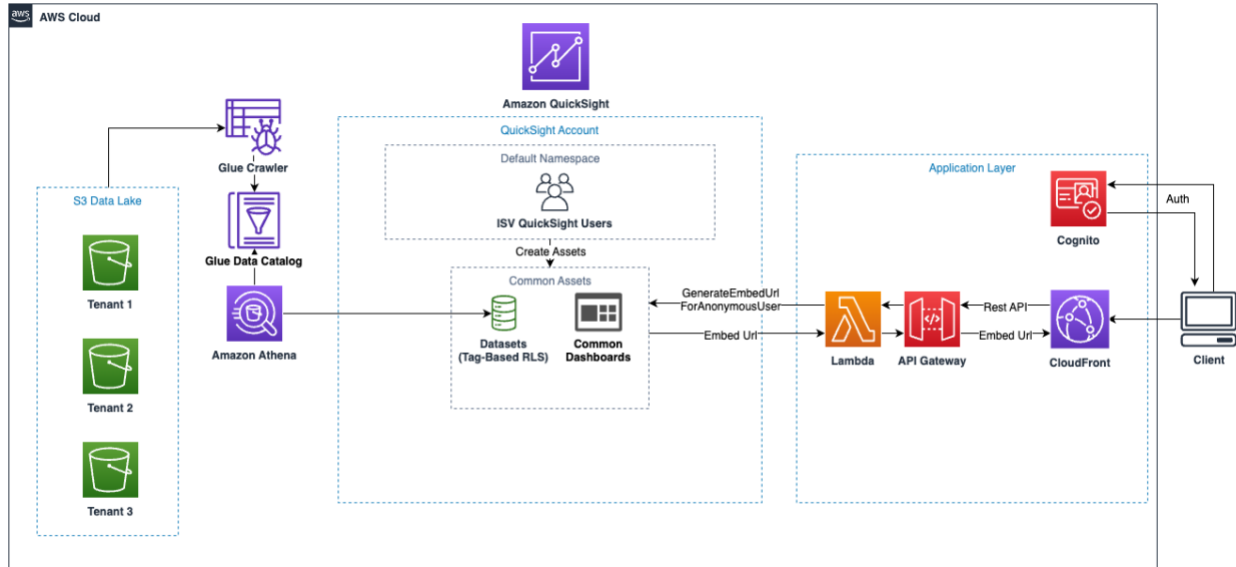 aws
AWS Cloud
Amazon QuickSight
QuickSight Account
Default Namespace
ISV QuickSight Users
Create Assets
Common Assets
Datasets
(Tag-Based RLS)
Common
Dashboards
Glue Crawler
Glue Data Catalog
Amazon Athena
S3 Data Lake
Tenant 1
Tenant 2
Tenant 3
GenerateEmbedUrl
ForAnonymousUser
Embed Url
Application Layer
Cognito
Auth
Lambda
API Gateway
Rest API
Embed Url
CloudFront
Client